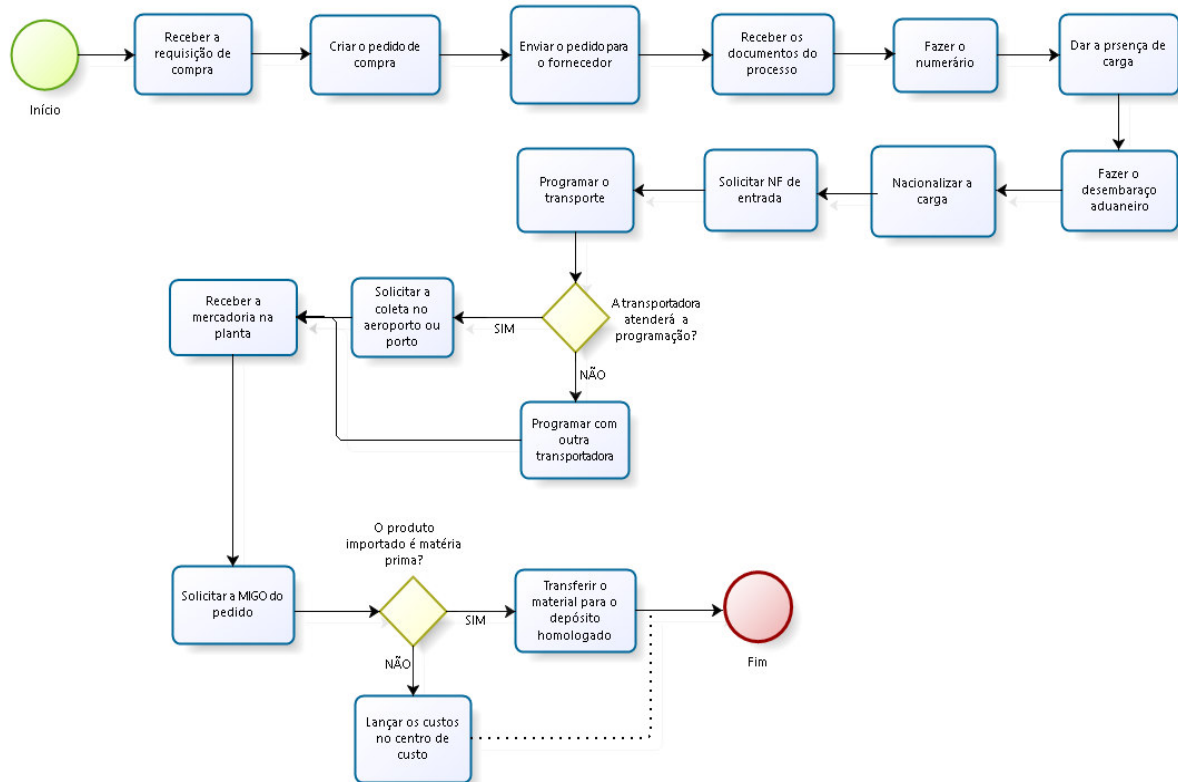 Início
Receber a
requisição de
compra
Criar o pedido de
compra
Enviar o pedido para
o fornecedor
Receber os
documentos do
processo
Fazer o
numerário
Dar a prsença de
carga
Fazer o
desembaraço
aduaneiro
Nacionalizar a
carga
Solicitar NF de
entrada
Programar o
transporte
A transportadora
atenderá a
programação?
SIM
NÃO
Solicitar a
coleta no
aeroporto ou
porto
Programar com
outra
transportadora
Receber a
mercadoria na
planta
Solicitar a MIGO do
pedido
O produto
importado é matéria
prima?
SIM
NÃO
Transferir o
material para o
depósito
homologado
Lançar os custos
no centro de
custo
Fim